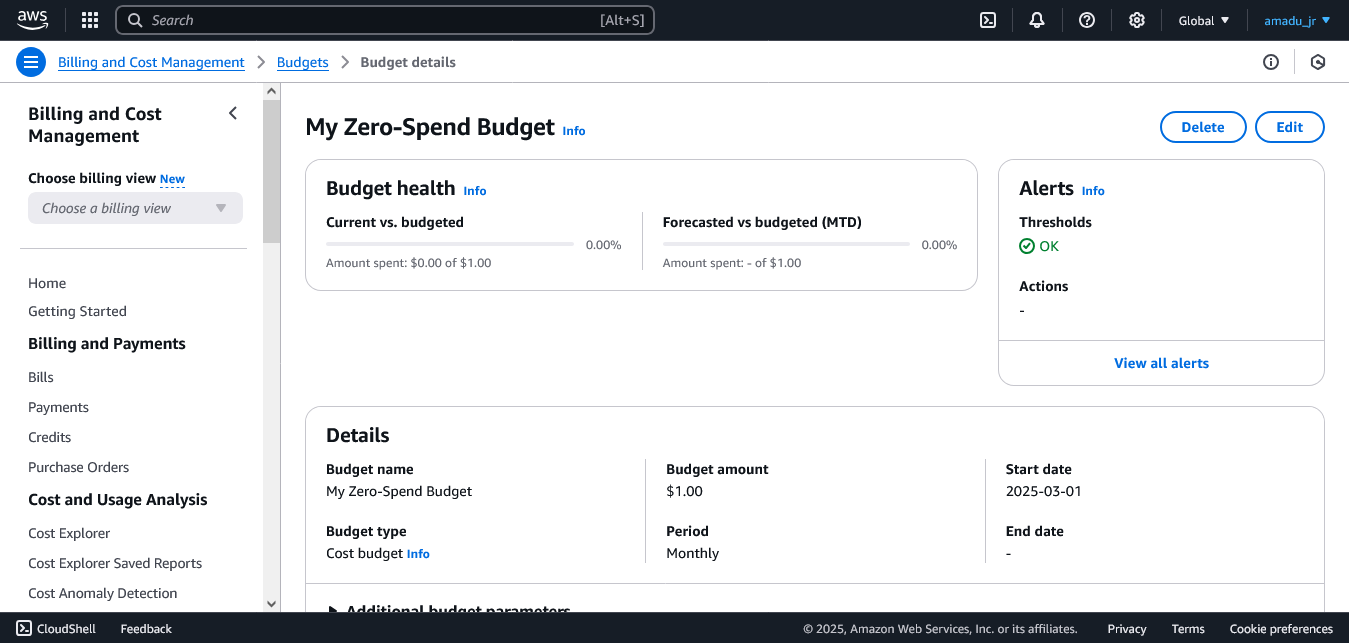 aws
Search [Alt+S]
Global
amadu_jr
Billing and Cost Management
Budgets
Budget details
Billing and Cost
Management
Choose billing view New
Choose a billing view
Home
Getting Started
Billing and Payments
Bills
Payments
Credits
Purchase Orders
Cost and Usage Analysis
Cost Explorer
Cost Explorer Saved Reports
Cost Anomaly Detection
My Zero-Spend Budget Info
Delete
Edit
Budget health Info
Current vs. budgeted
0.00%
Amount spent: $0.00 of $1.00
Forecasted vs budgeted (MTD)
0.00%
Amount spent: - of $1.00
Alerts Info
Thresholds
OK
Actions
-
View all alerts
Details
Budget name
My Zero-Spend Budget
Budget type
Cost budget Info
Budget amount
$1.00
Period
Monthly
Start date
2025-03-01
End date
-
Additional budget parameters
CloudShell
Feedback
© 2025, Amazon Web Services, Inc. or its affiliates.
Privacy
Terms
Cookie preferences